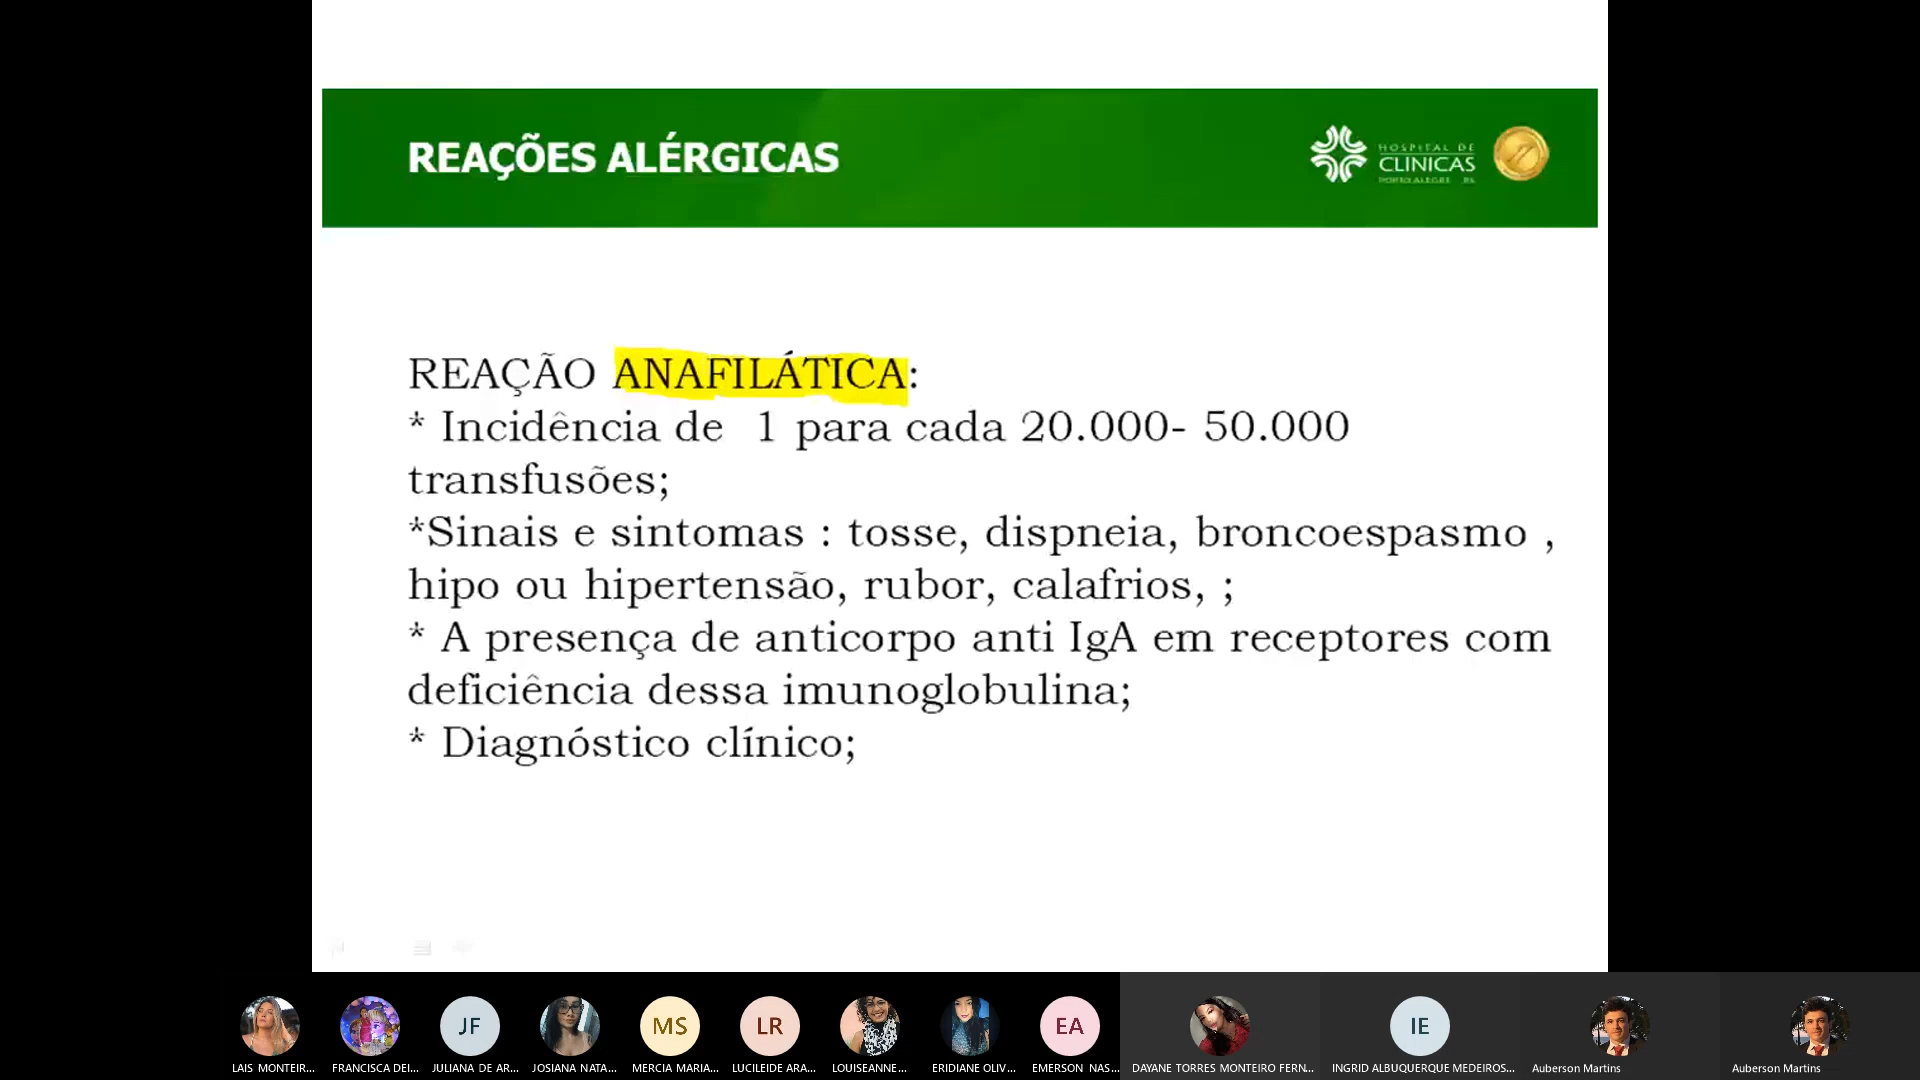 REAÇÕES ALÉRGICAS
HOSPITAL DE
CLINICAS
PORTO ALEGRE RS
REAÇÃO ANAFILÁTICA:
* Incidência de 1 para cada 20.000- 50.000
transfusões;
*Sinais e sintomas : tosse, dispneia, broncoespasmo ,
hipo ou hipertensão, rubor, calafrios, ;
* A presença de anticorpo anti IgA em receptores com
deficiência dessa imunoglobulina;
* Diagnóstico clínico;
JF MS LR EA IE
LAIS MONTEIR... FRANCISCA DEI... JULIANA DE AR... JOSIANA NATA... MERCIA MARIA... LUCILEIDE ARA... LOUISEANNE... ERIDIANE OLIV... EMERSON NAS... DAYANE TORRES MONTEIRO FERN... INGRID ALBUQUERQUE MEDEIROS... Auberson Martins Auberson Martins